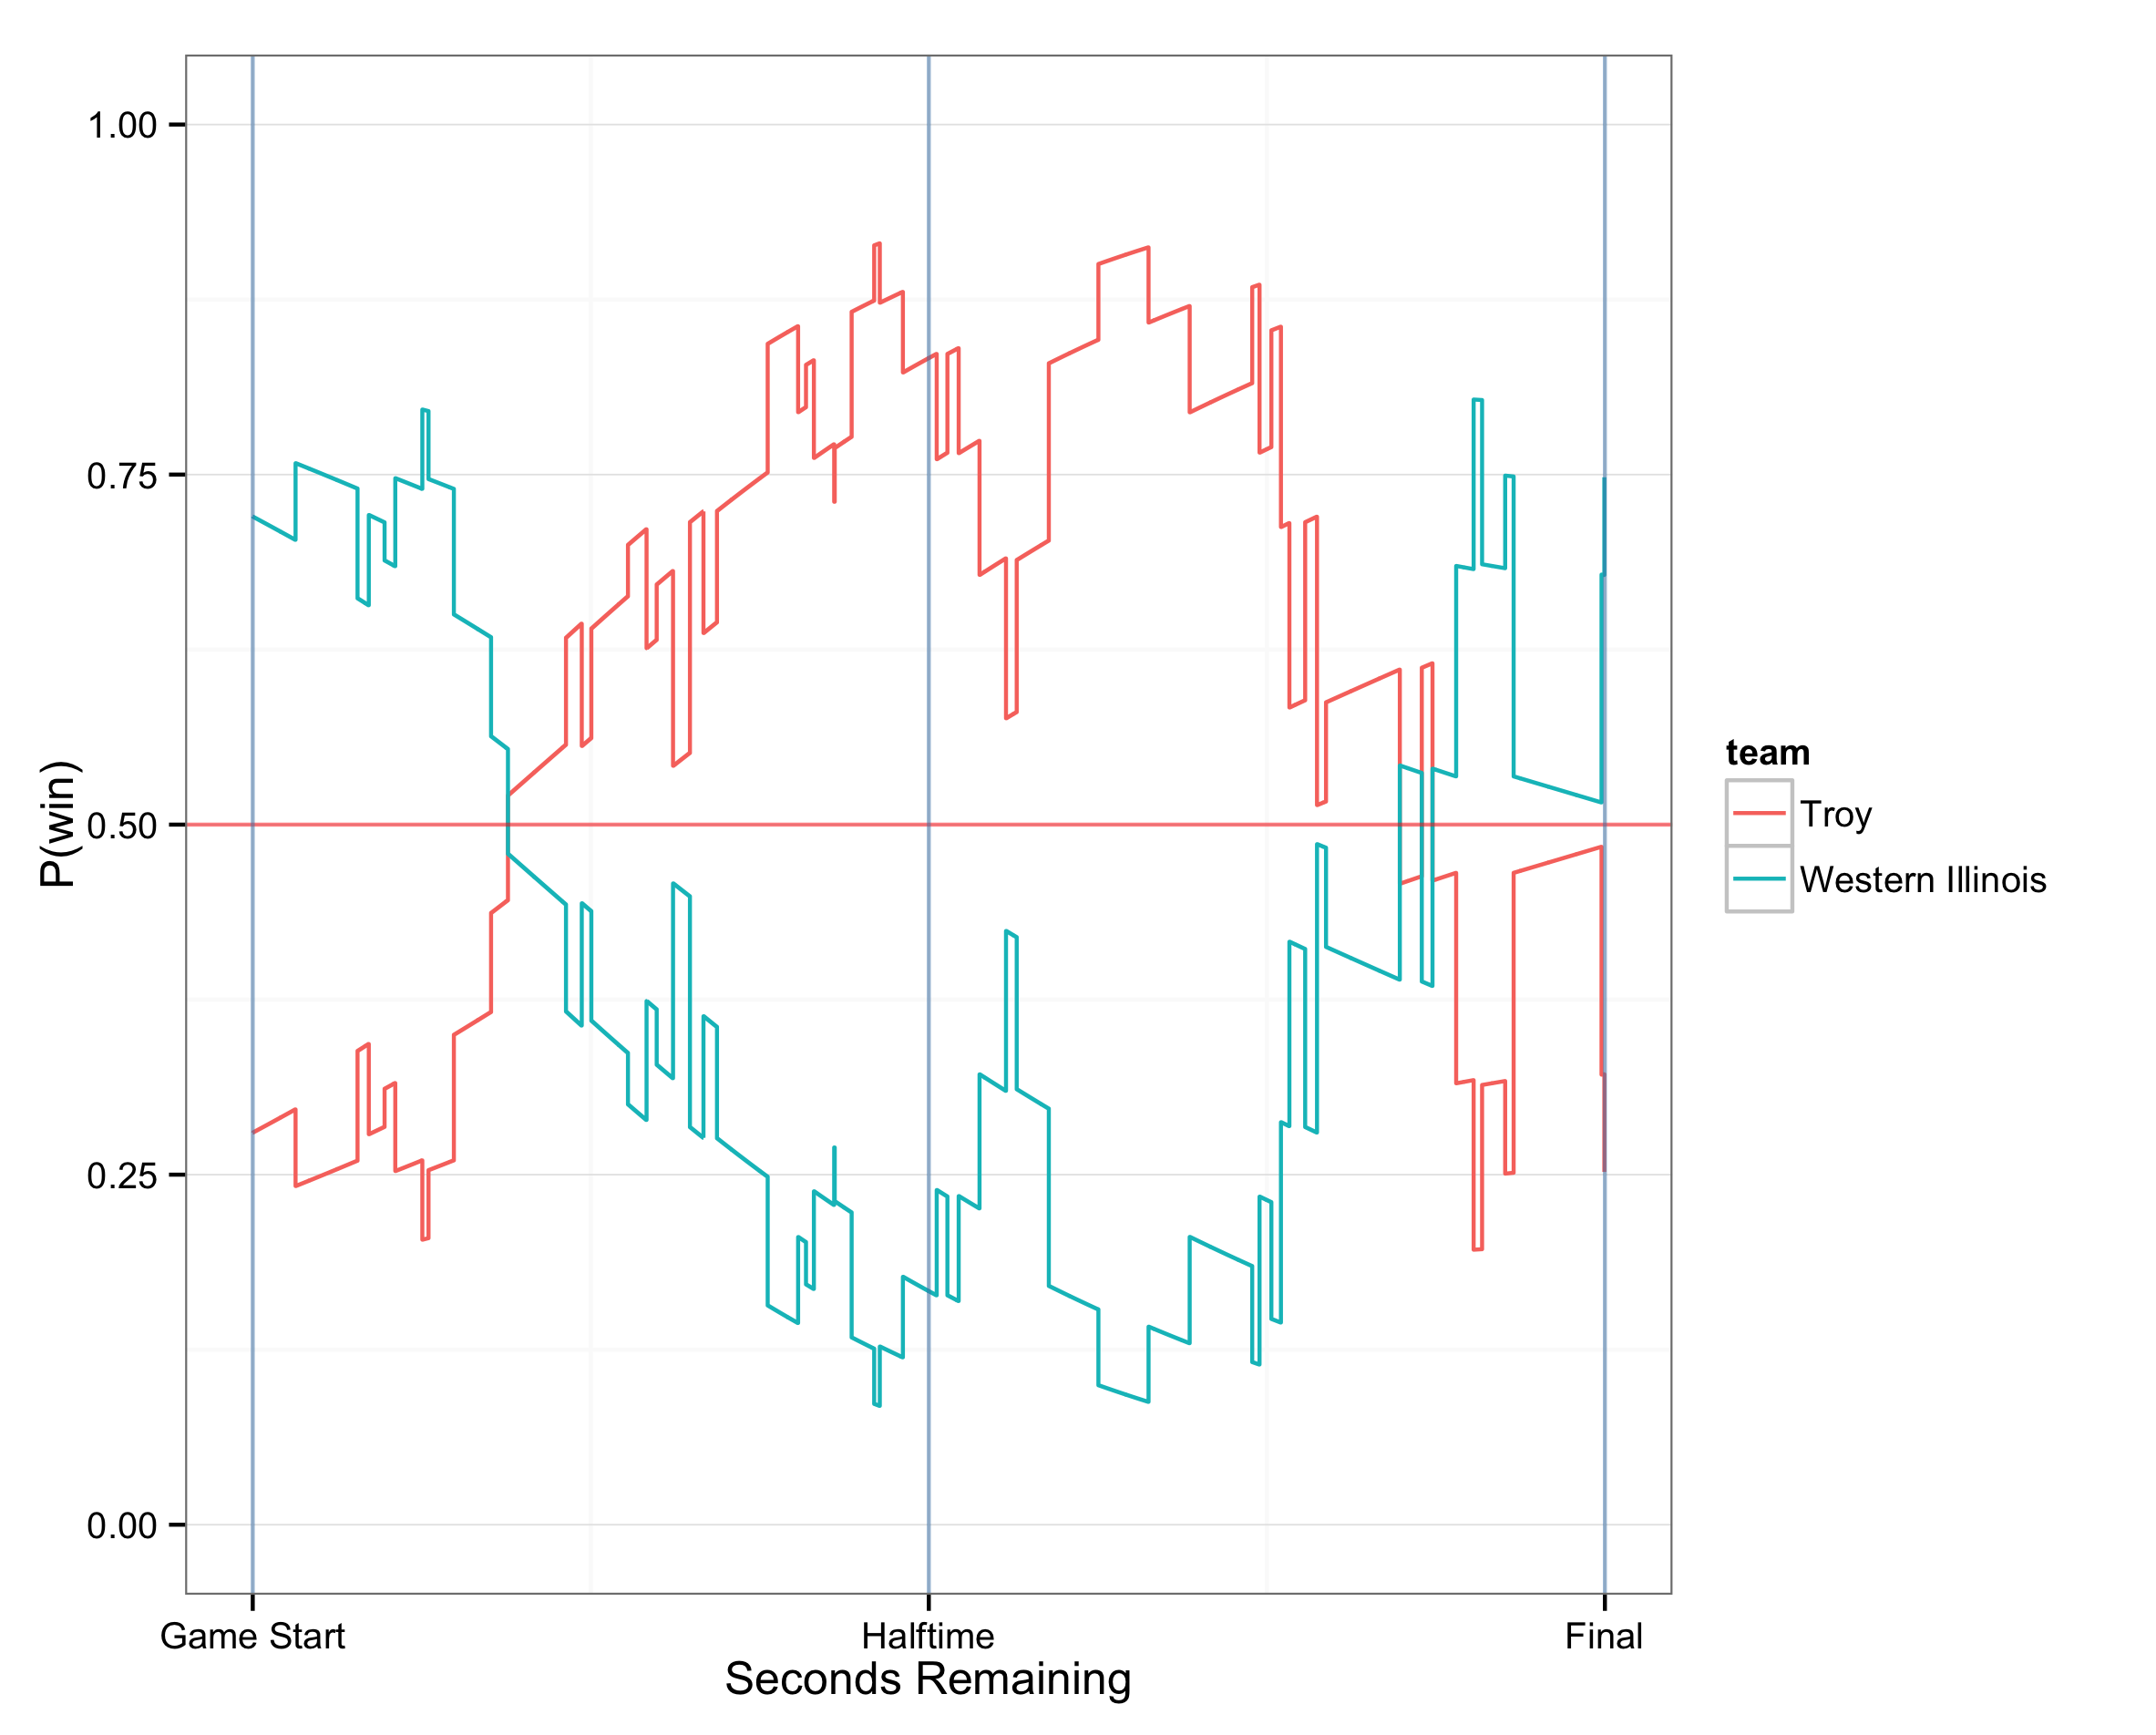 1.00
0.75
0.50
0.25
0.00
P(win)
Game Start
Halftime
Final
Seconds Remaining
team
Troy
Western Illinois